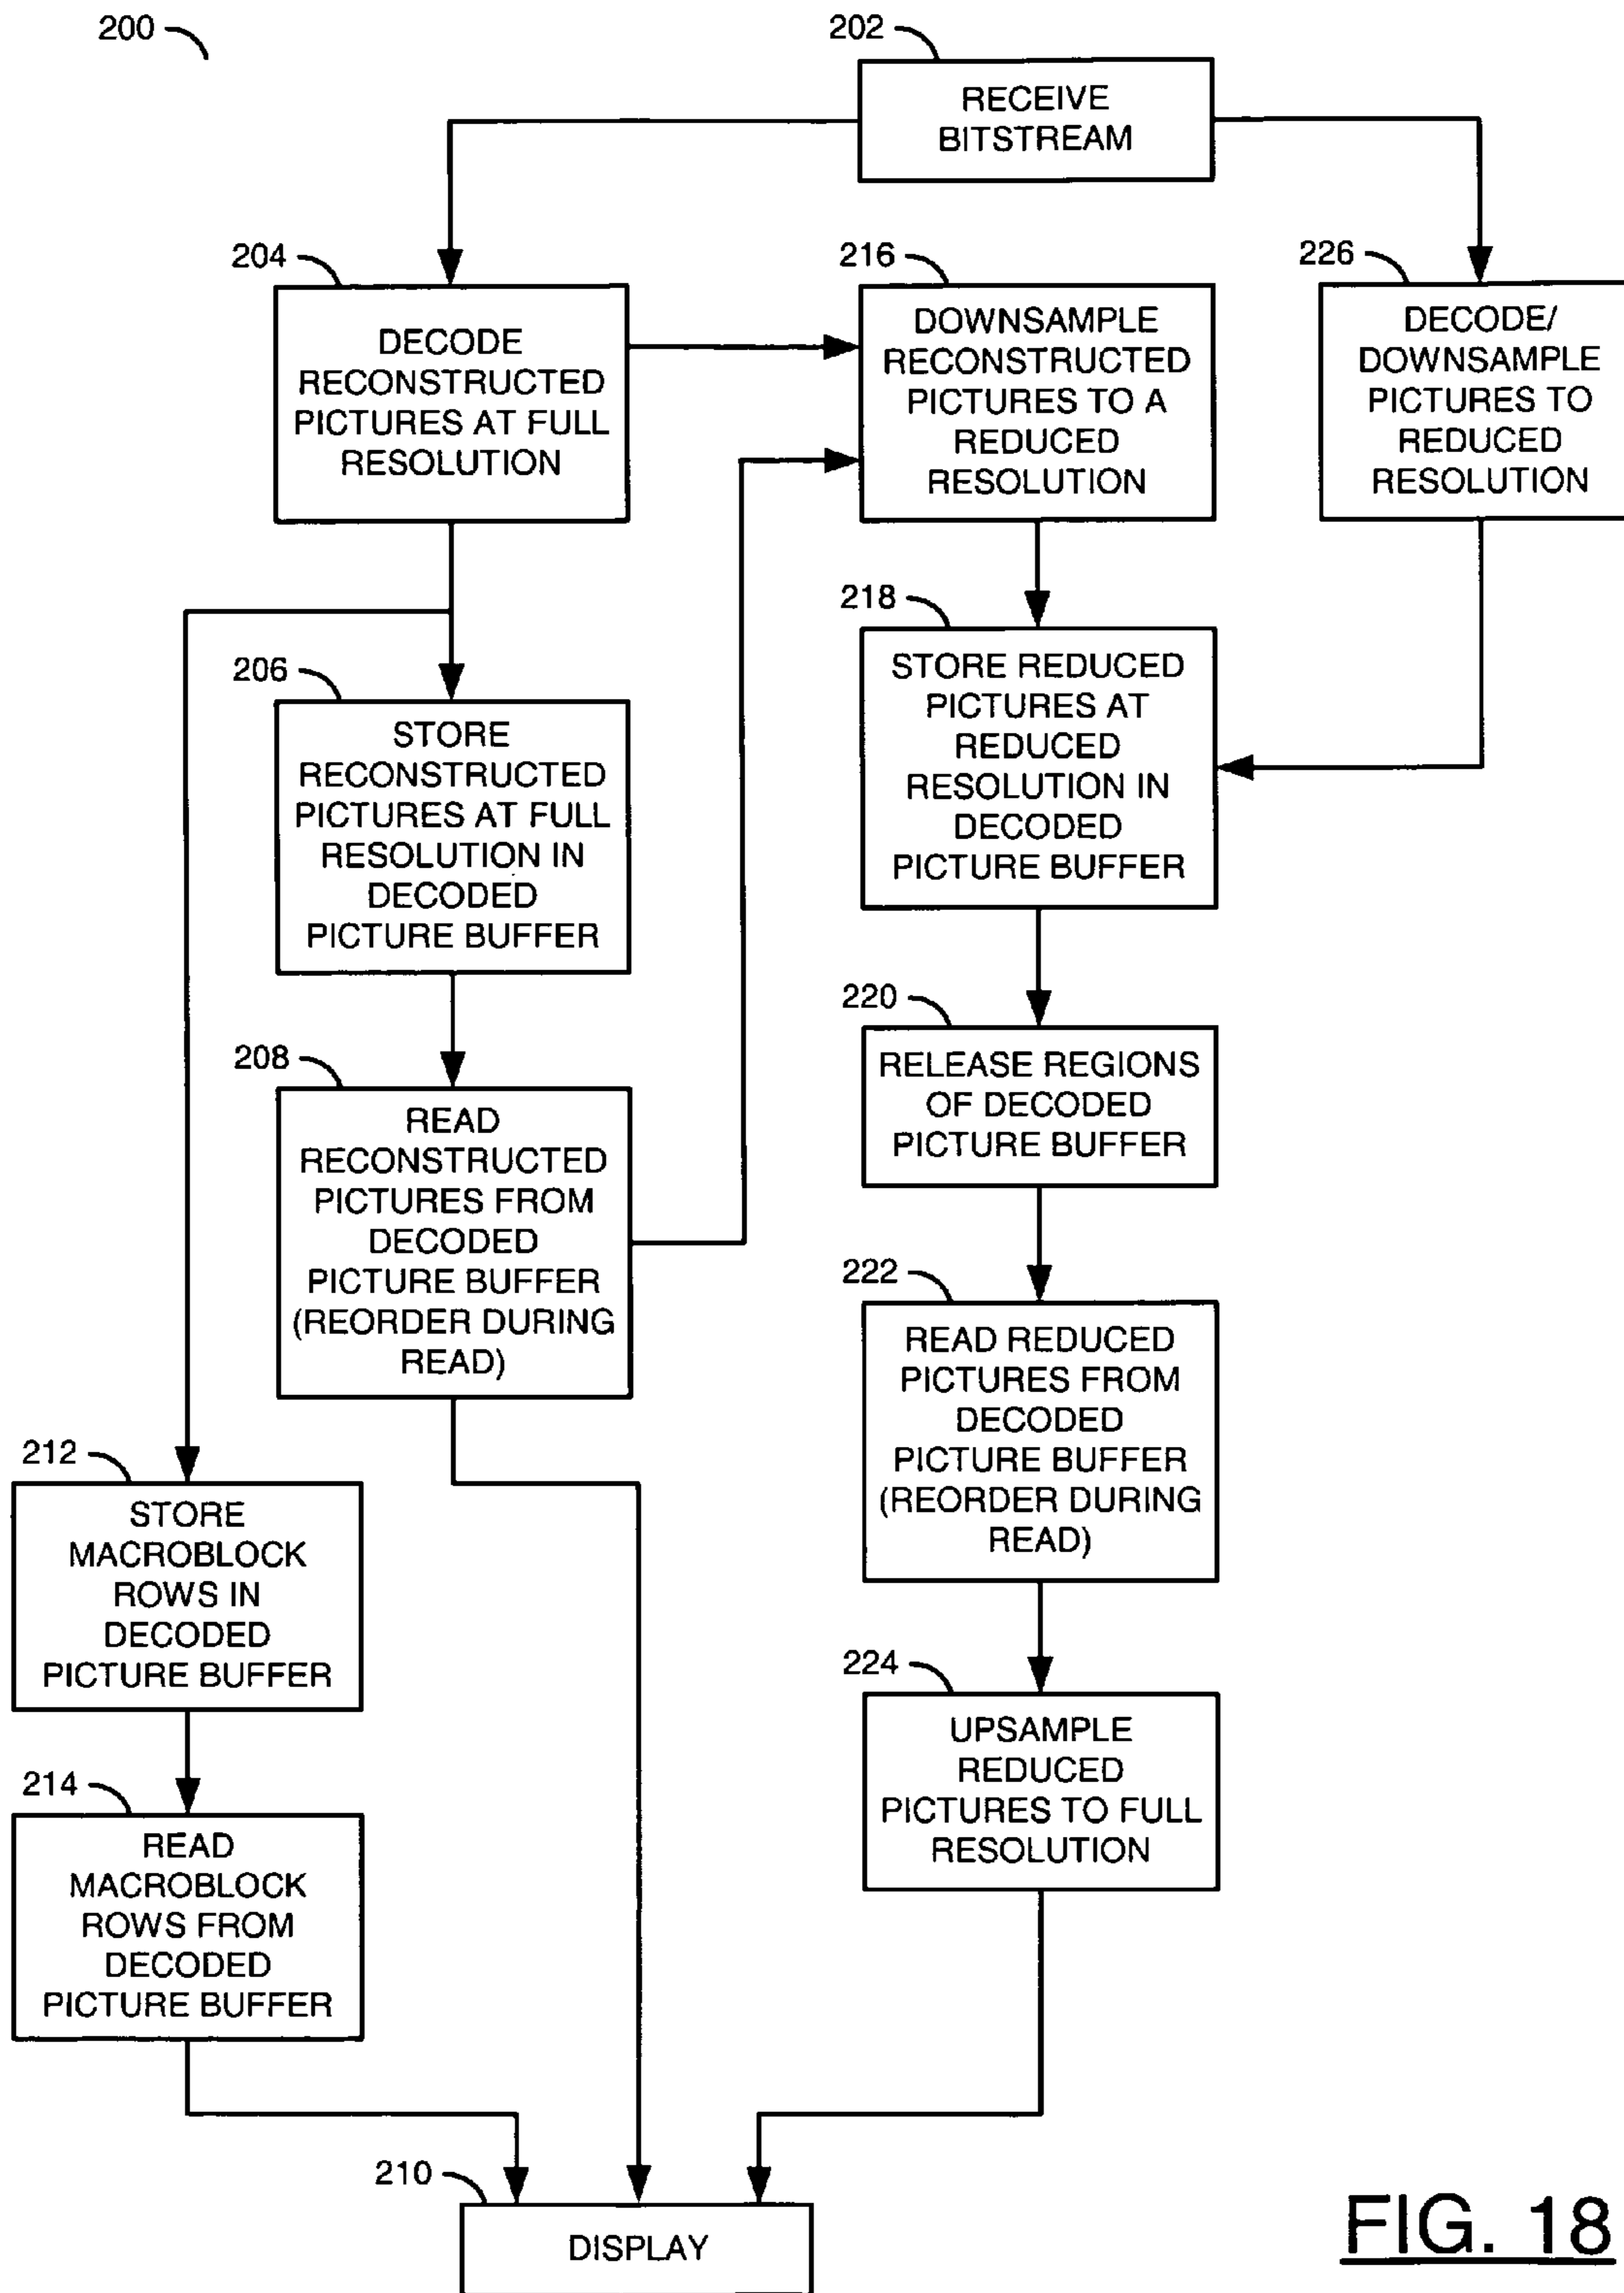 200
202
RECEIVE
BITSTREAM
204
DECODE
RECONSTRUCTED
PICTURES AT FULL
RESOLUTION
216
DOWNSAMPLE
RECONSTRUCTED
PICTURES TO A
REDUCED
RESOLUTION
226
DECODE/
DOWNSAMPLE
PICTURES TO
REDUCED
RESOLUTION
206
STORE
RECONSTRUCTED
PICTURES AT FULL
RESOLUTION IN
DECODED
PICTURE BUFFER
218
STORE REDUCED
PICTURES AT
REDUCED
RESOLUTION IN
DECODED
PICTURE BUFFER
208
READ
RECONSTRUCTED
PICTURES FROM
DECODED
PICTURE BUFFER
(REORDER DURING
READ)
220
RELEASE REGIONS
OF DECODED
PICTURE BUFFER
222
READ REDUCED
PICTURES FROM
DECODED
PICTURE BUFFER
(REORDER DURING
READ)
212
STORE
MACROBLOCK
ROWS IN
DECODED
PICTURE BUFFER
224
UPSAMPLE
REDUCED
PICTURES TO FULL
RESOLUTION
214
READ
MACROBLOCK
ROWS FROM
DECODED
PICTURE BUFFER
210
DISPLAY
FIG. 18